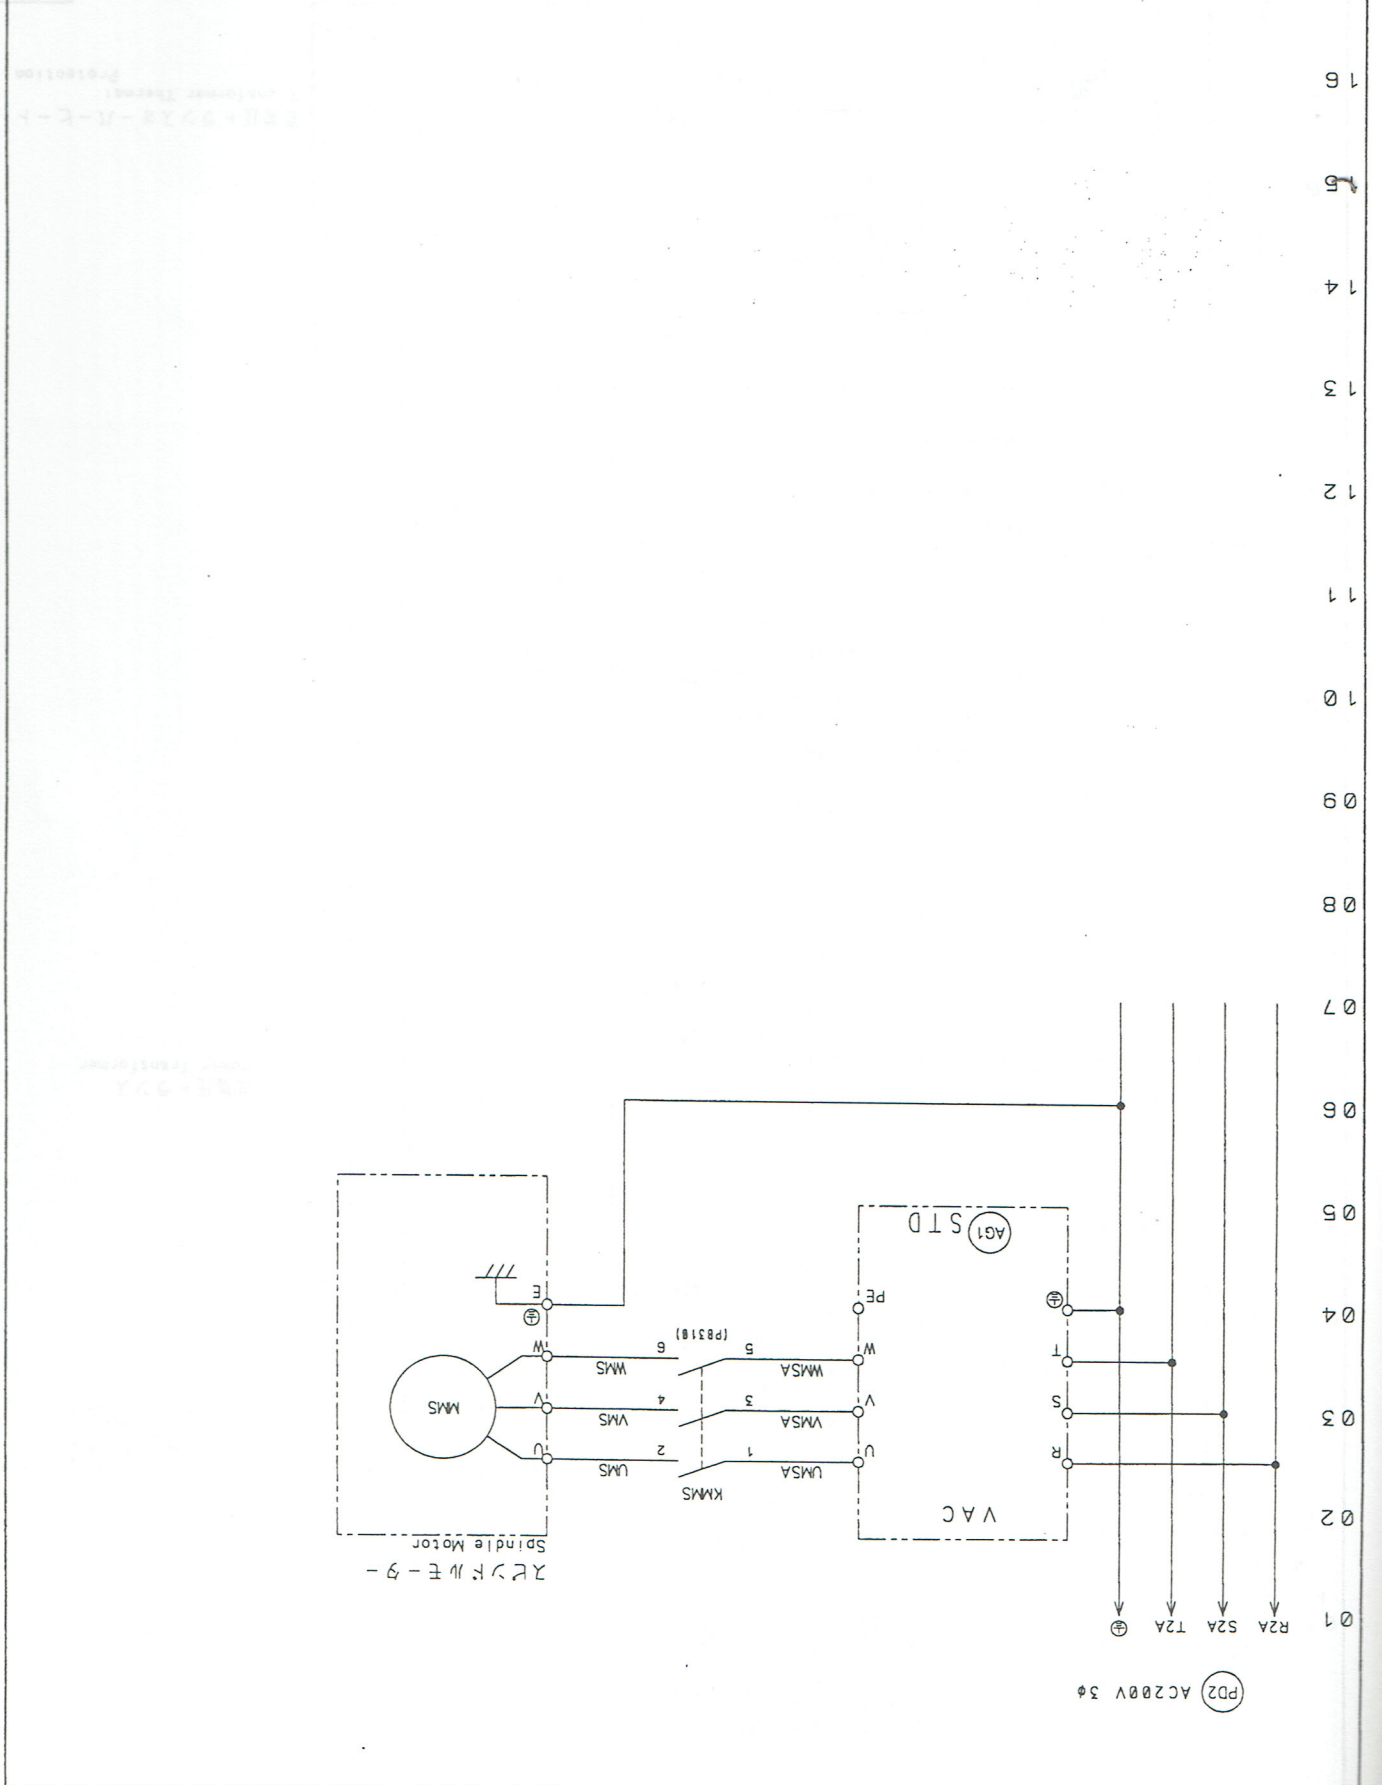 PD2 AC200V 3φ
R2A S2A T2A
01
02
03
04
05
06
07
08
09
10
11
12
13
14
15
16
VAC
R
S
T
U
V
W
PE
AG1 STD
KMS
UMSA 1 2 UMS
VMSA 3 4 VMS
WMSA 5 6 WMS
(P8318)
スピンドルモーター
Spindle Motor
U
V
W
E
MMS